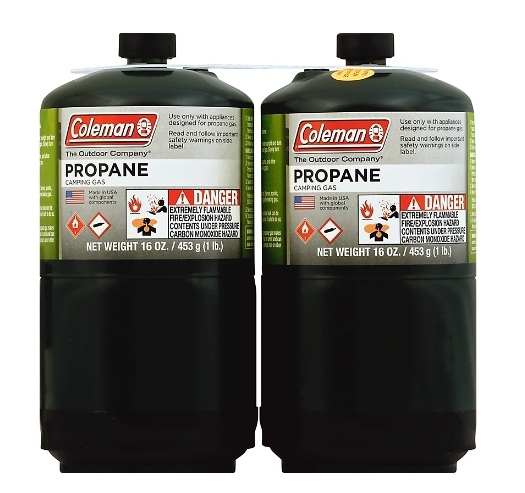 Coleman
The Outdoor Company®
Use only with appliances
designed for propane gas.
Read and follow important
safety warnings on side
label.
PROPANE
CAMPING GAS
Made in USA
with global
components
DANGER
EXTREMELY FLAMMABLE
FIRE/EXPLOSION HAZARD
CONTENTS UNDER PRESSURE
CARBON MONOXIDE HAZARD
NET WEIGHT 16 OZ. / 453 g (1 lb.)
Coleman
The Outdoor Company®
Use only with appliances
designed for propane gas.
Read and follow important
safety warnings on side
label.
PROPANE
CAMPING GAS
Made in USA
with global
components
DANGER
EXTREMELY FLAMMABLE
FIRE/EXPLOSION HAZARD
CONTENTS UNDER PRESSURE
CARBON MONOXIDE HAZARD
NET WEIGHT 16 OZ. / 453 g (1 lb.)